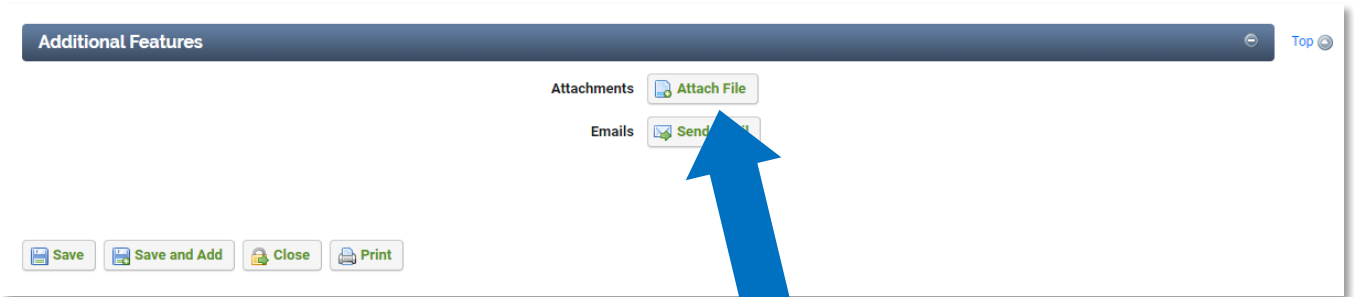 Additional Features
Top
Attachments Attach File
Emails Send
Save Save and Add Close Print